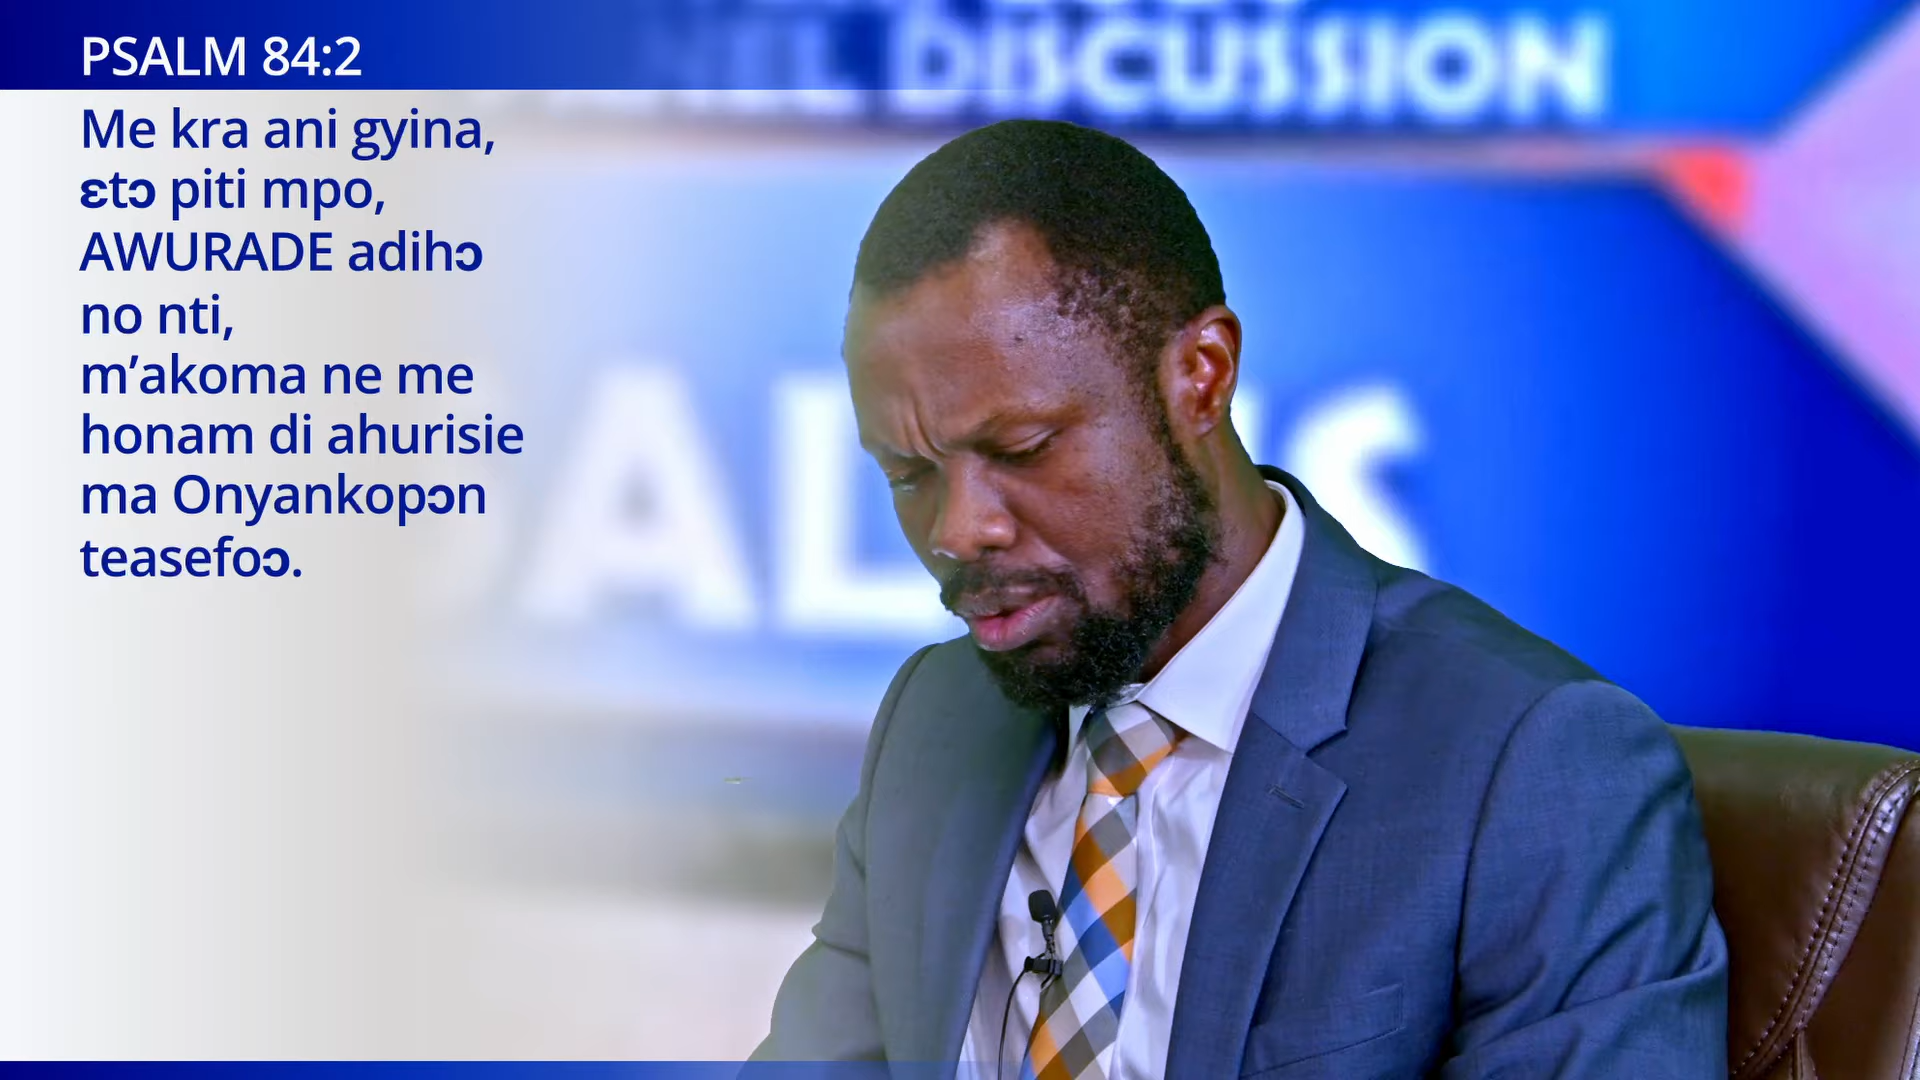 PSALM 84:2
DISCUSSION
Me kra ani gyina,
ɛtɔ piti mpo,
AWURADE adihɔ
no nti,
m’akoma ne me
honam di ahurisie
ma Onyankopɔn
teasefoɔ.